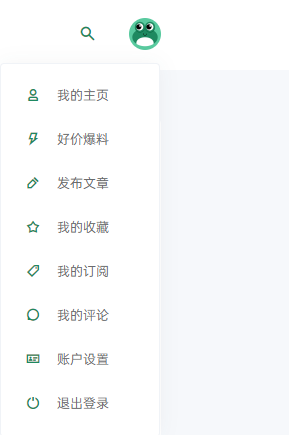 我的主页
好价爆料
发布文章
我的收藏
我的订阅
我的评论
账户设置
退出登录